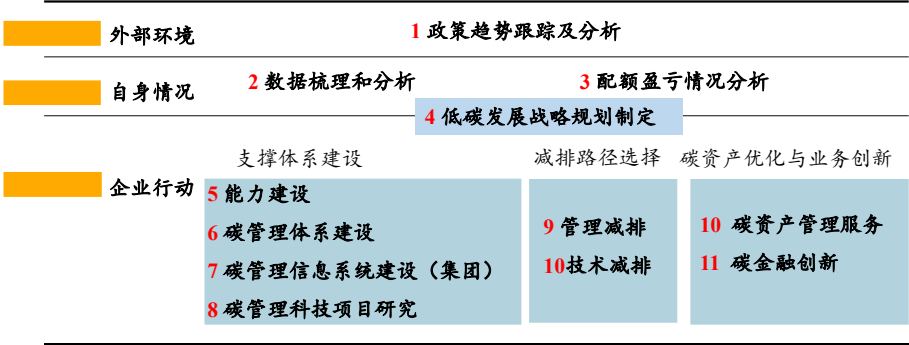 外部环境
1 政策趋势跟踪及分析
自身情况
2 数据梳理和分析
3 配额盈亏情况分析
4 低碳发展战略规划制定
企业行动
支撑体系建设
5 能力建设
6 碳管理体系建设
7 碳管理信息系统建设（集团）
8 碳管理科技项目研究
减排路径选择
9 管理减排
10技术减排
碳资产优化与业务创新
10 碳资产管理服务
11 碳金融创新